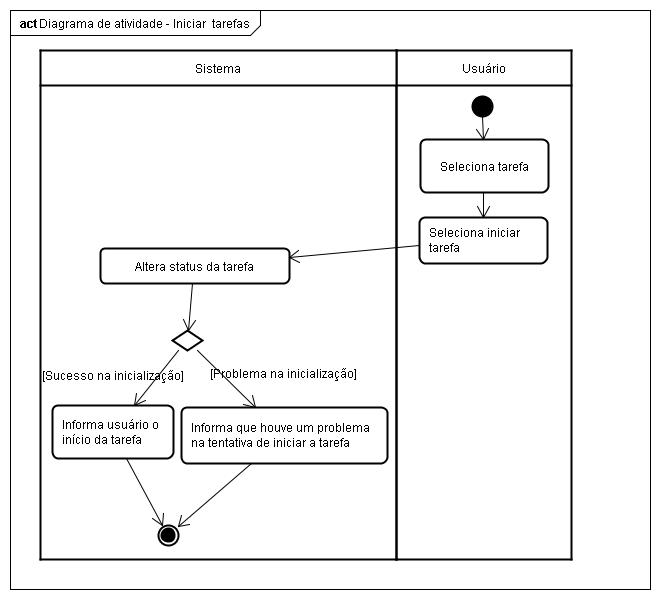 act Diagrama de atividade - Iniciar tarefas
Sistema
Usuário
Seleciona tarefa
Seleciona iniciar
tarefa
Altera status da tarefa
[Sucesso na inicialização]
[Problema na inicialização]
Informa usuário o
início da tarefa
Informa que houve um problema
na tentativa de iniciar a tarefa